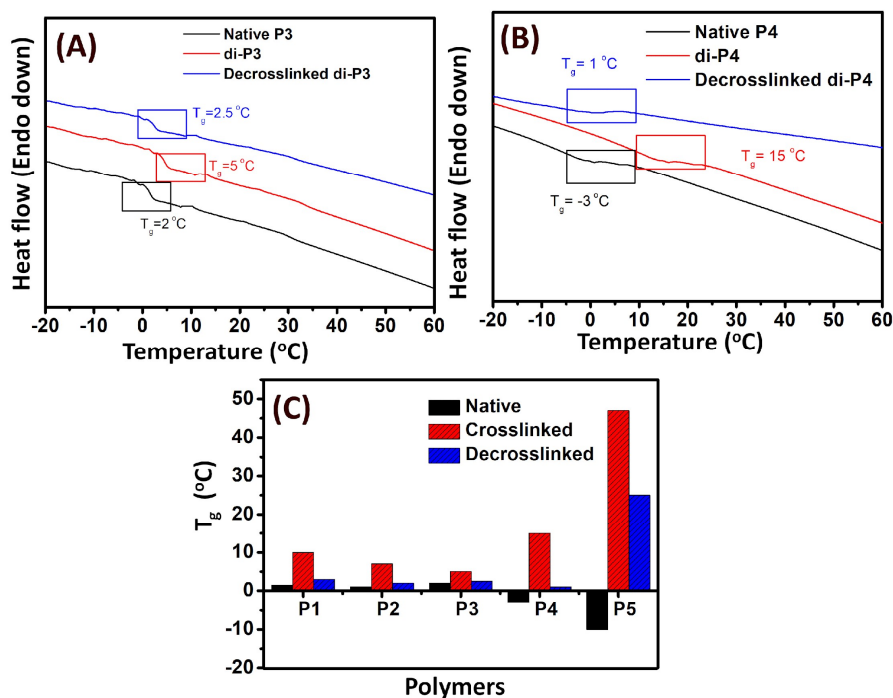 (A)
Native P3
di-P3
Decrosslinked di-P3
T_g=2.5 °C
T_g=5 °C
T_g=2 °C
Heat flow (Endo down)
-20 -10 0 10 20 30 40 50 60
Temperature (°C)
(B)
Native P4
di-P4
Decrosslinked di-P4
T_g= 1 °C
T_g= 15 °C
T_g= -3 °C
Heat flow (Endo down)
-20 -10 0 10 20 30 40 50 60
Temperature (°C)
(C)
Native
Crosslinked
Decrosslinked
T_g (°C)
50
40
30
20
10
0
-10
-20
P1 P2 P3 P4 P5
Polymers